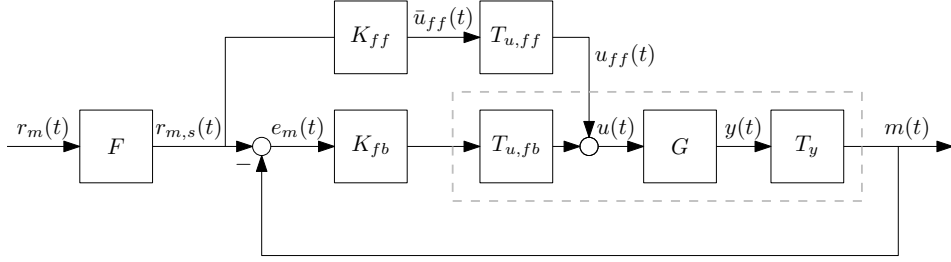 K_{ff}
\bar{u}_{ff}(t)
T_{u,ff}
u_{ff}(t)
r_m(t)
F
r_{m,s}(t)
−
e_m(t)
K_{fb}
T_{u,fb}
u(t)
G
y(t)
T_y
m(t)